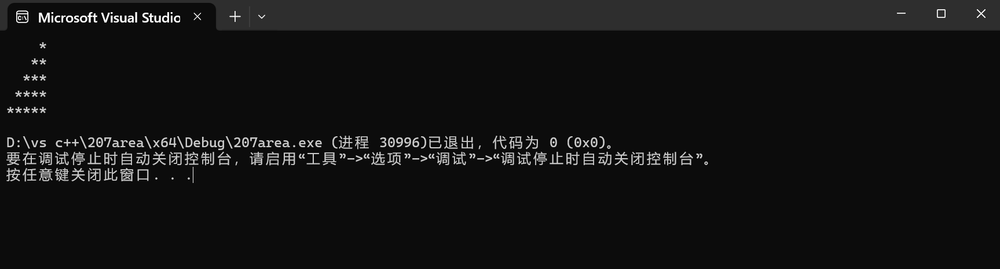 Microsoft Visual Studio
    *
   **
  ***
 ****
*****
D:\vs c++\207area\x64\Debug\207area.exe (进程 30996)已退出，代码为 0 (0x0)。
要在调试停止时自动关闭控制台，请启用“工具”->“选项”->“调试”->“调试停止时自动关闭控制台”。
按任意键关闭此窗口. . .